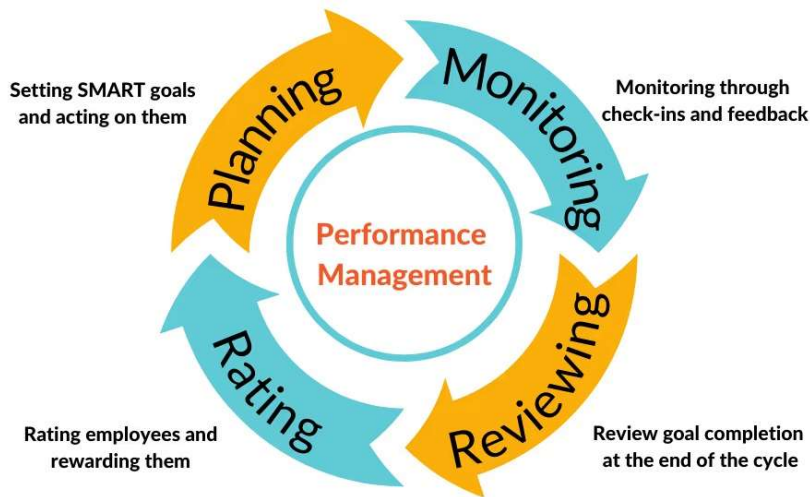 Planning
Setting SMART goals
and acting on them
Monitoring
Monitoring through
check-ins and feedback
Performance
Management
Rating
Rating employees and
rewarding them
Reviewing
Review goal completion
at the end of the cycle